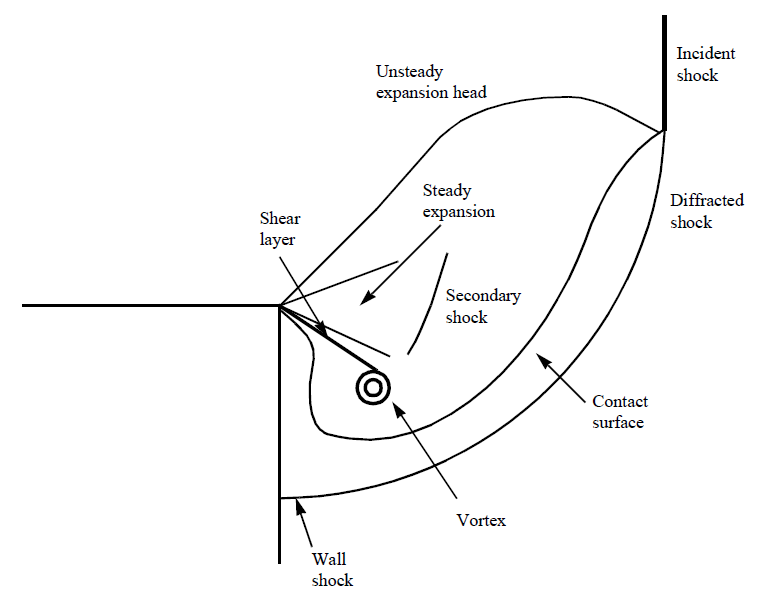 Incident
shock
Unsteady
expansion head
Steady
expansion
Diffracted
shock
Shear
layer
Secondary
shock
Contact
surface
Vortex
Wall
shock